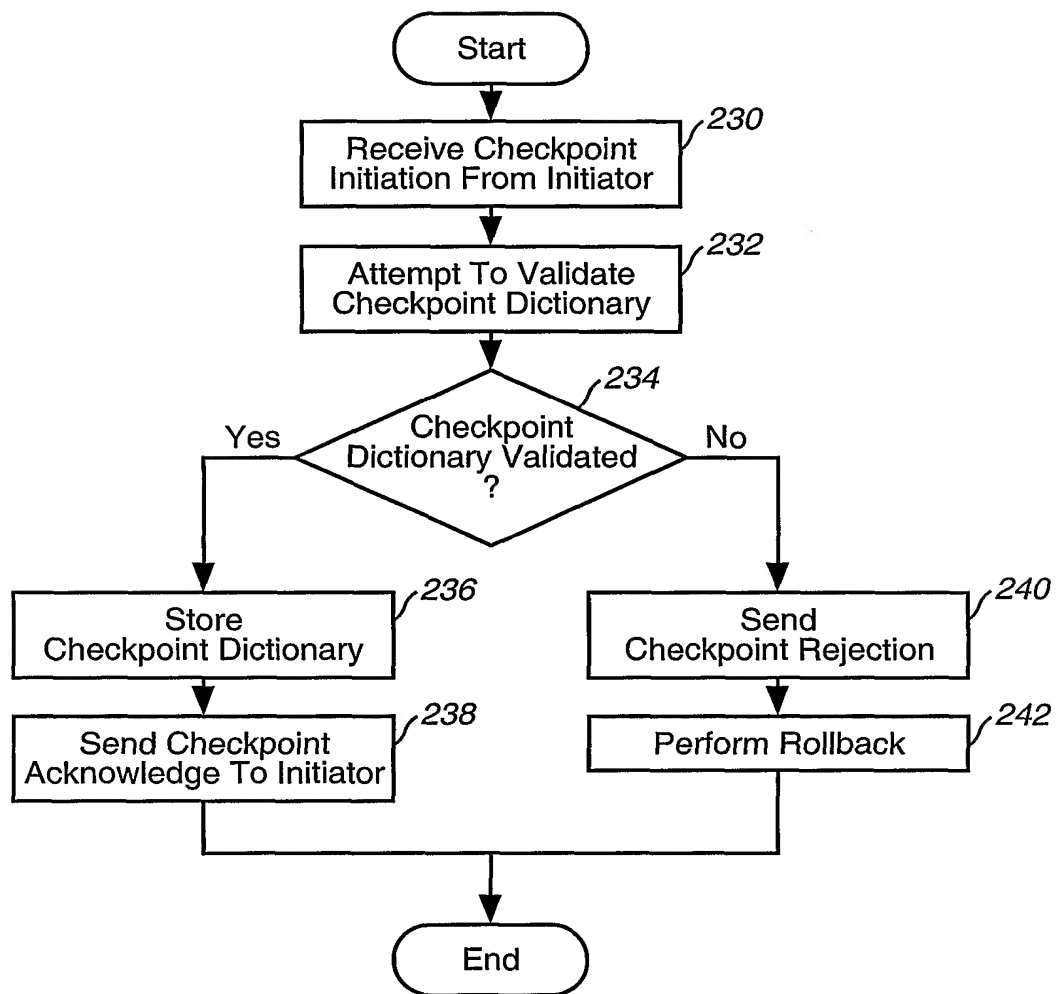 Start
230
Receive Checkpoint
Initiation From Initiator
232
Attempt To Validate
Checkpoint Dictionary
234
Checkpoint
Dictionary Validated
?
Yes
No
236
Store
Checkpoint Dictionary
240
Send
Checkpoint Rejection
238
Send Checkpoint
Acknowledge To Initiator
242
Perform Rollback
End